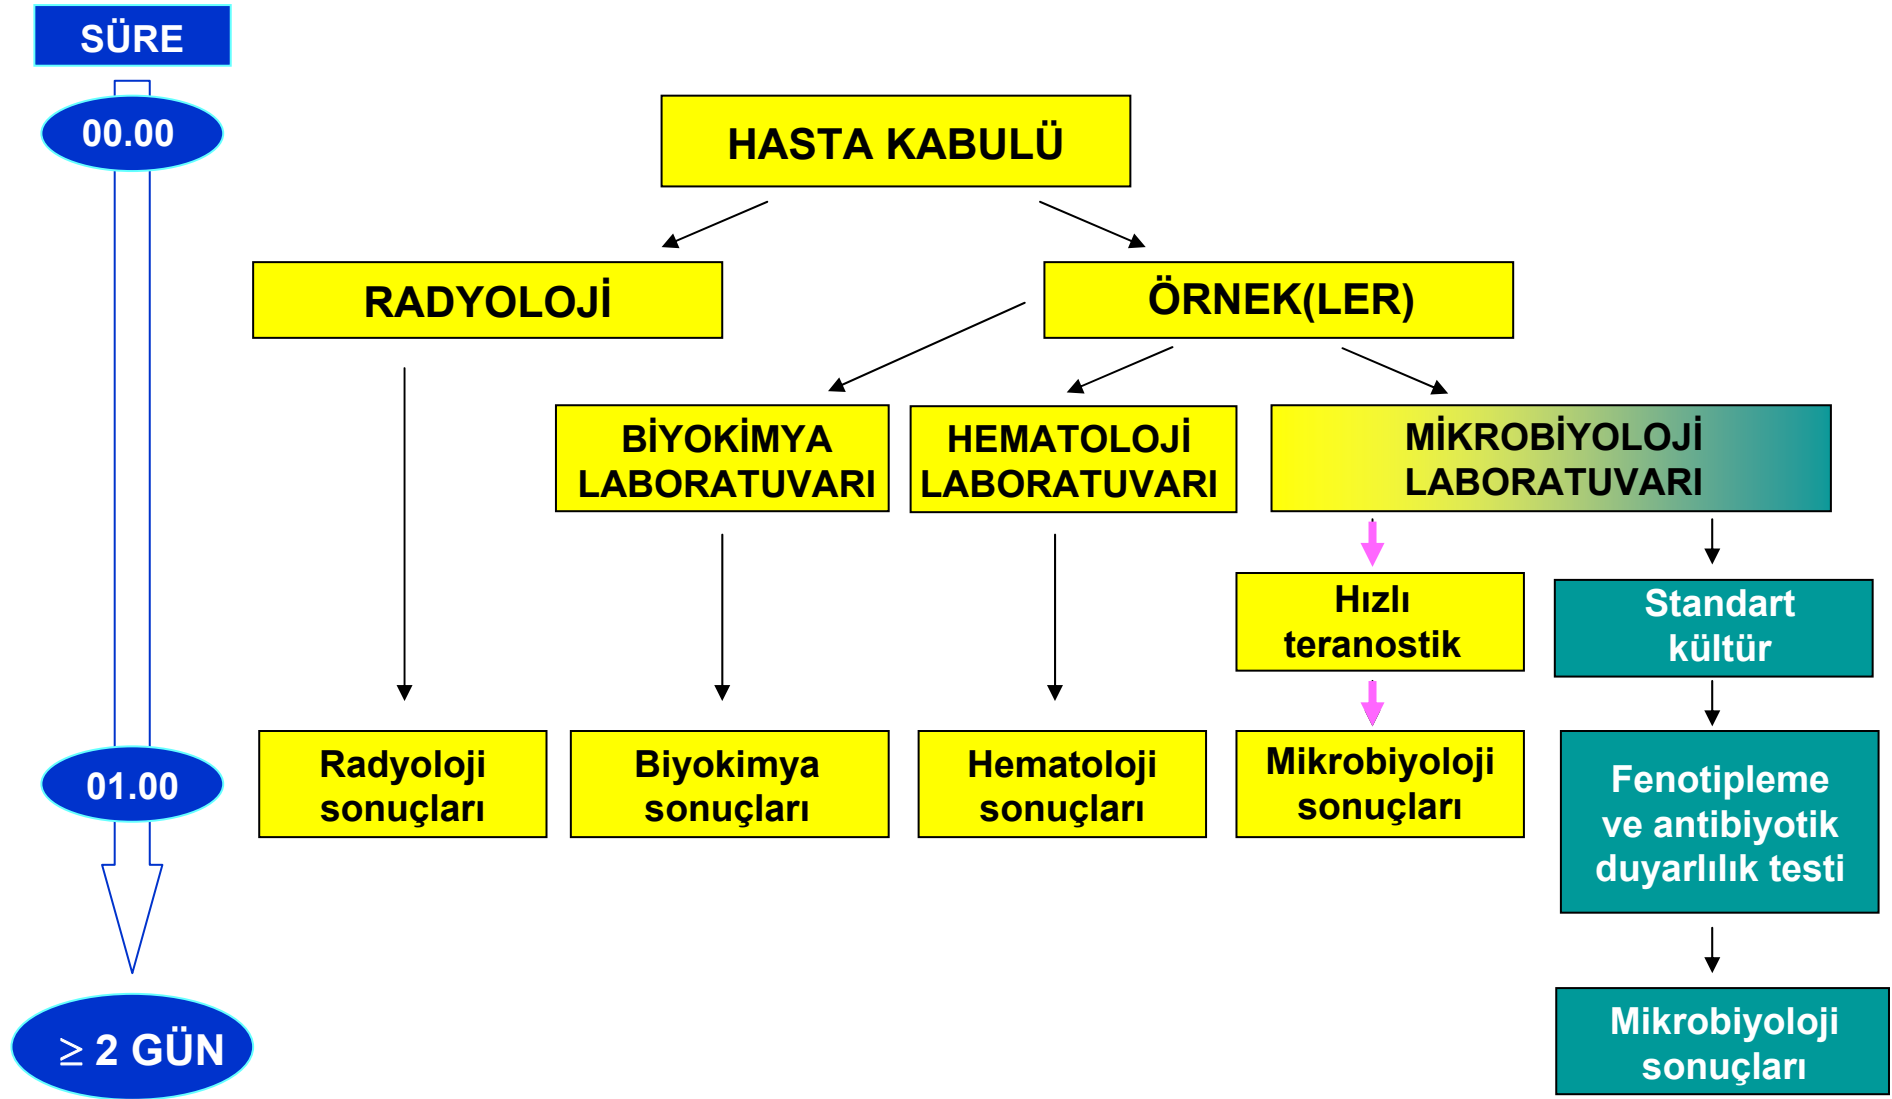 SÜRE
00.00
HASTA KABULÜ
RADYOLOJİ
ÖRNEK(LER)
BİYOKİMYA
LABORATUVARI
HEMATOLOJİ
LABORATUVARI
MİKROBİYOLOJİ
LABORATUVARI
Hızlı
teranostik
Standart
kültür
01.00
Radyoloji
sonuçları
Biyokimya
sonuçları
Hematoloji
sonuçları
Mikrobiyoloji
sonuçları
Fenotipleme
ve antibiyotik
duyarlılık testi
≥ 2 GÜN
Mikrobiyoloji
sonuçları